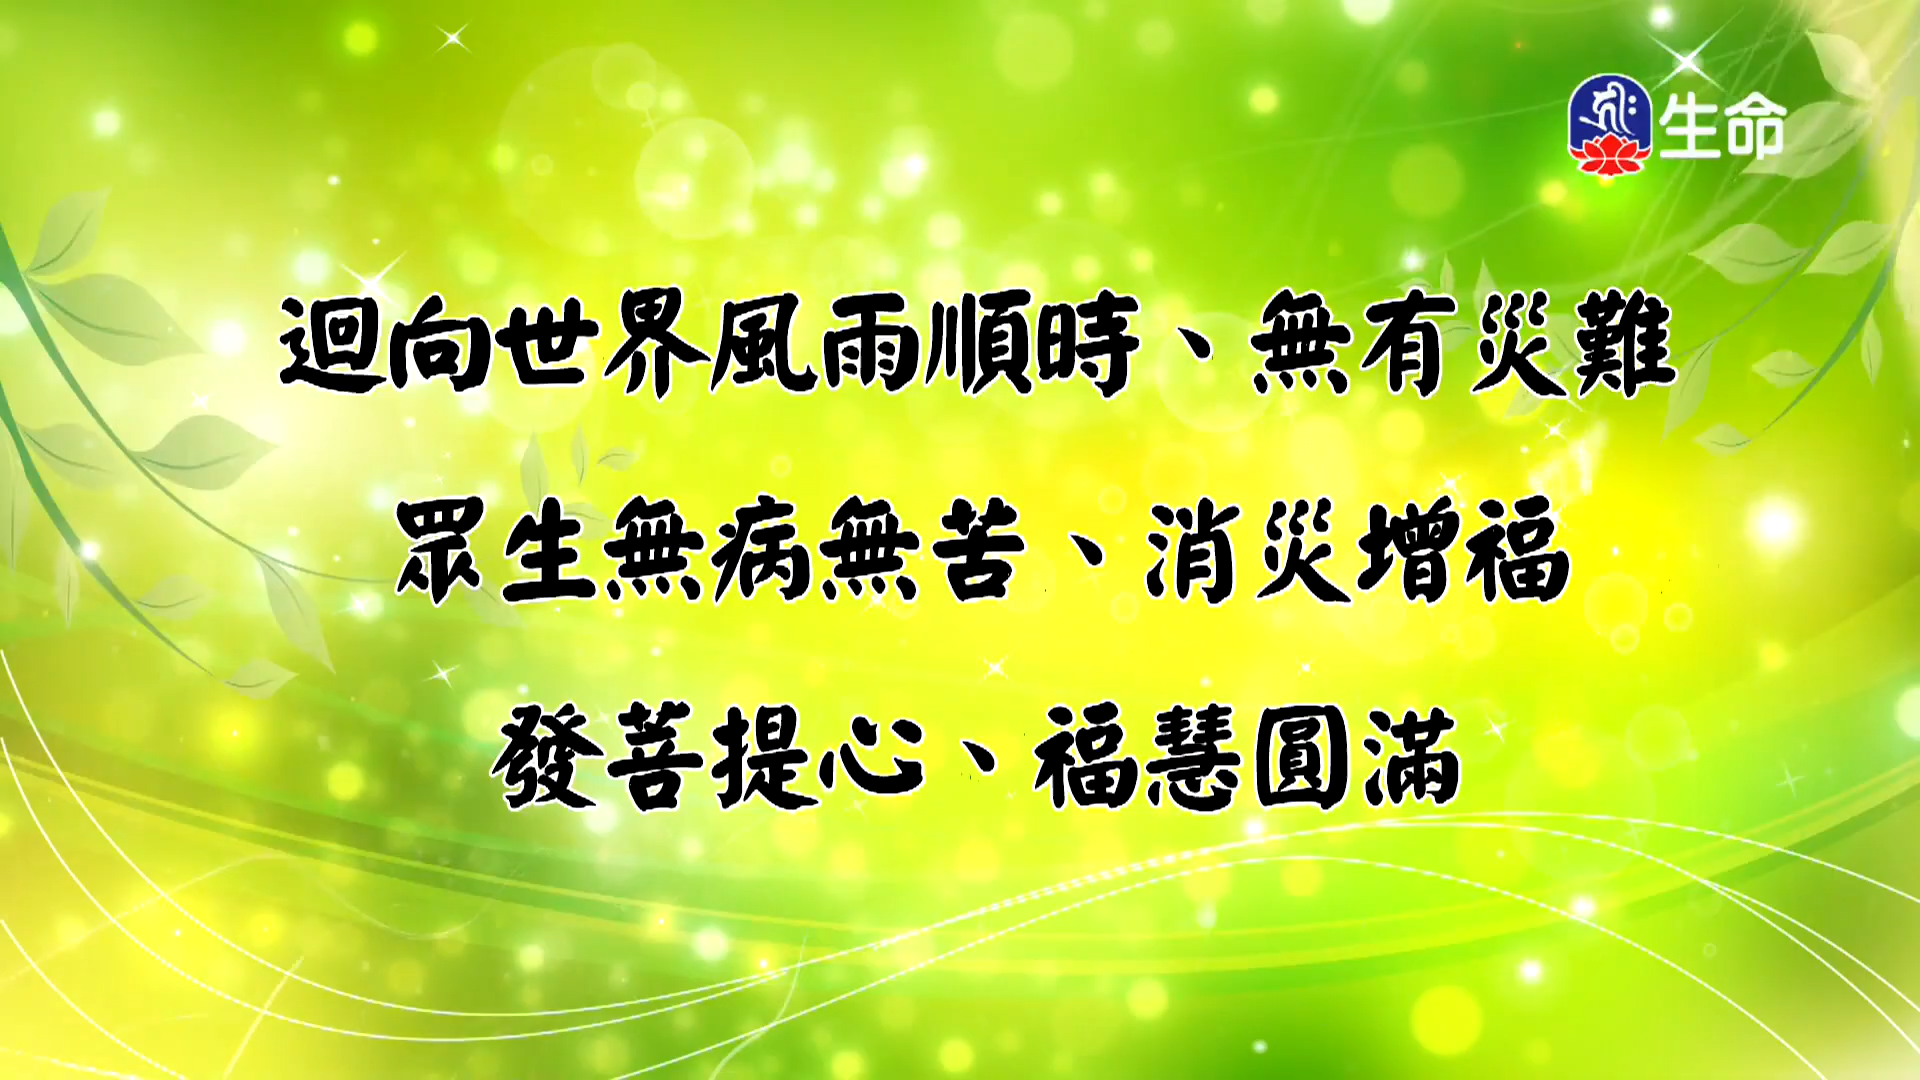 生命
迴向世界風雨順時、無有災難
眾生無病無苦、消災增福
發菩提心、福慧圓滿